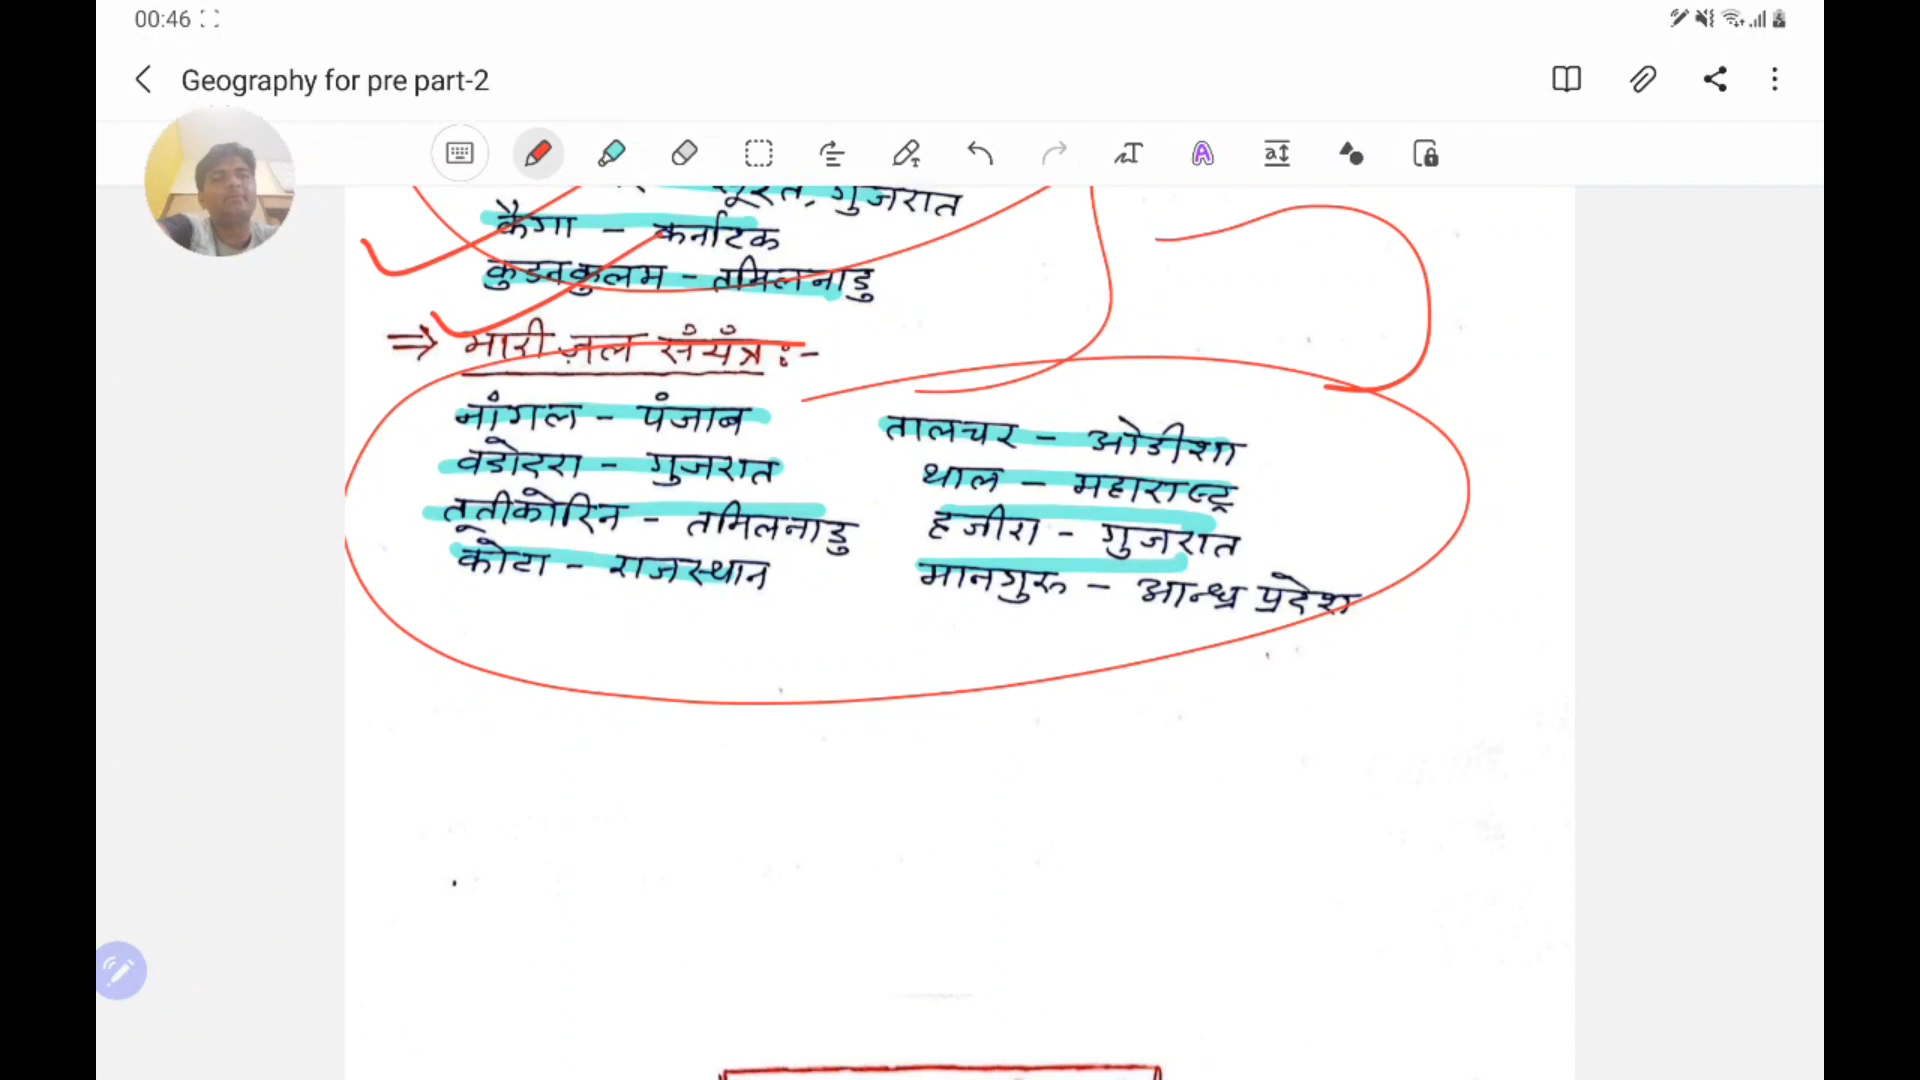 00:46
Geography for pre part-2
सूरत, गुजरात
कैगा - कर्नाटक
कुडनकुलम - तमिलनाडु
⇒ भारी जल संयंत्र :-
नांगल - पंजाब
वडोदरा - गुजरात
तूतीकोरिन - तमिलनाडु
कोटा - राजस्थान
तालचर - ओडीशा
थाल - महाराष्ट्र
हजीरा - गुजरात
मानगुरु - आन्ध्र प्रदेश